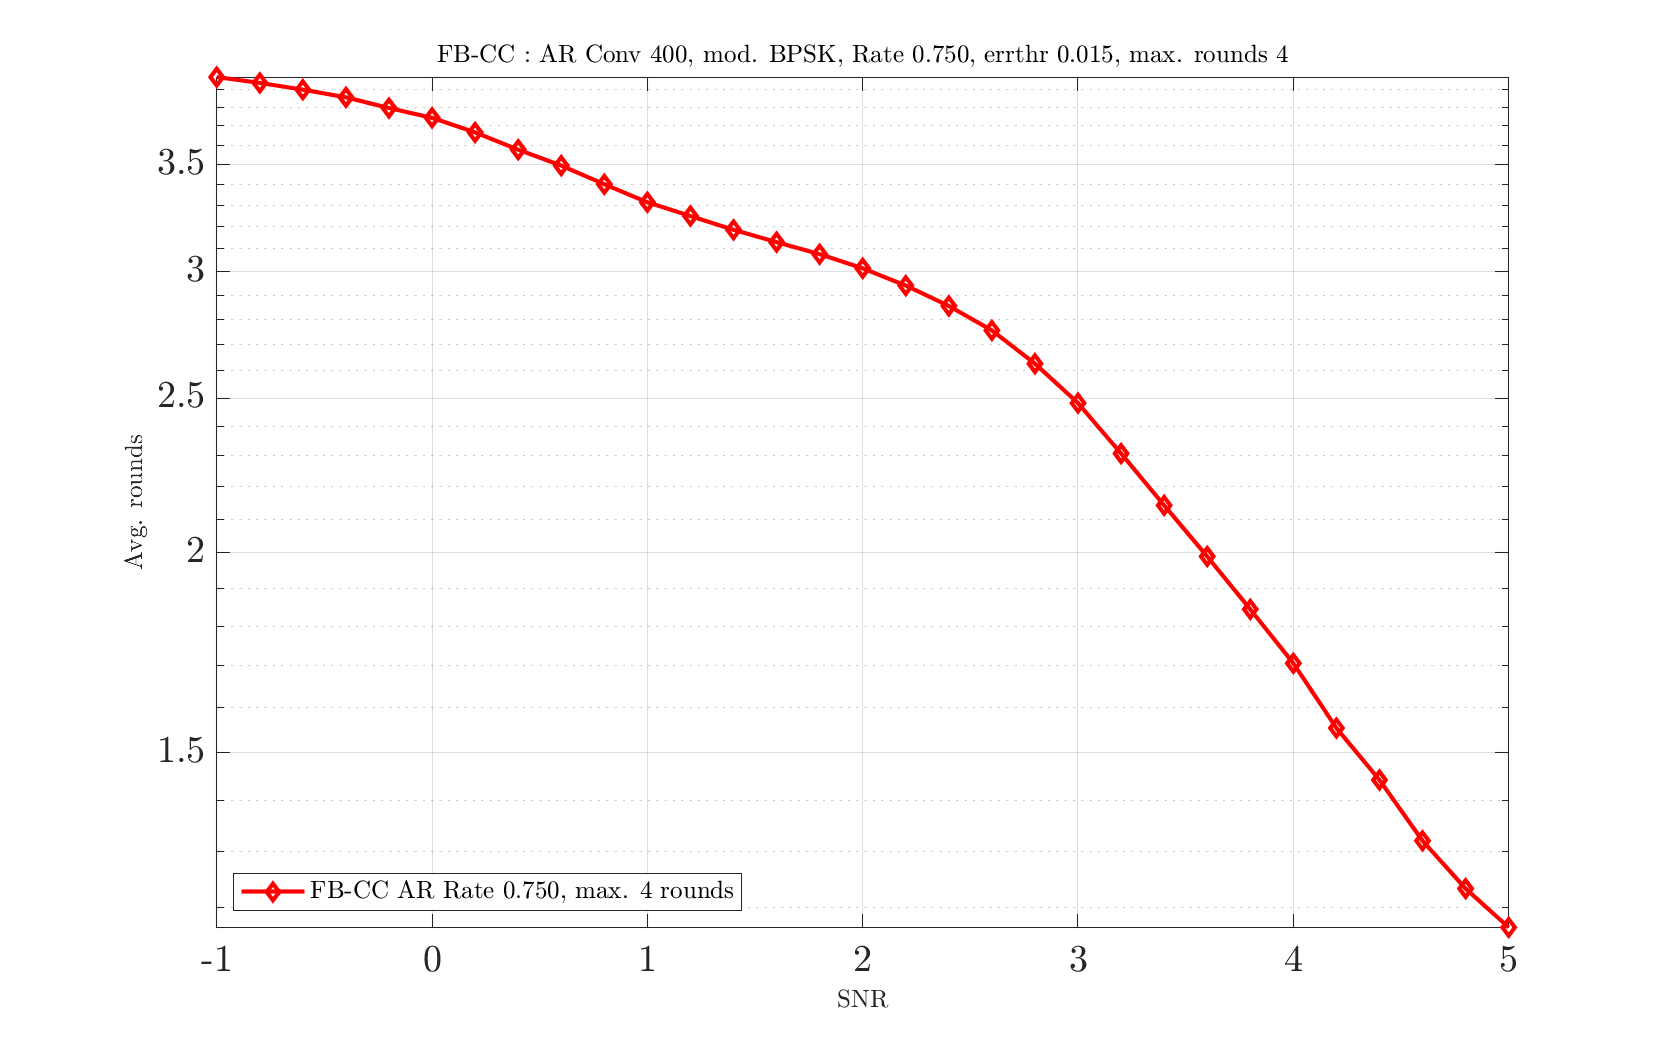 FB-CC : AR Conv 400, mod. BPSK, Rate 0.750, errthr 0.015, max. rounds 4
3.5
3
2.5
2
1.5
Avg. rounds
FB-CC AR Rate 0.750, max. 4 rounds
-1 0 1 2 3 4 5
SNR